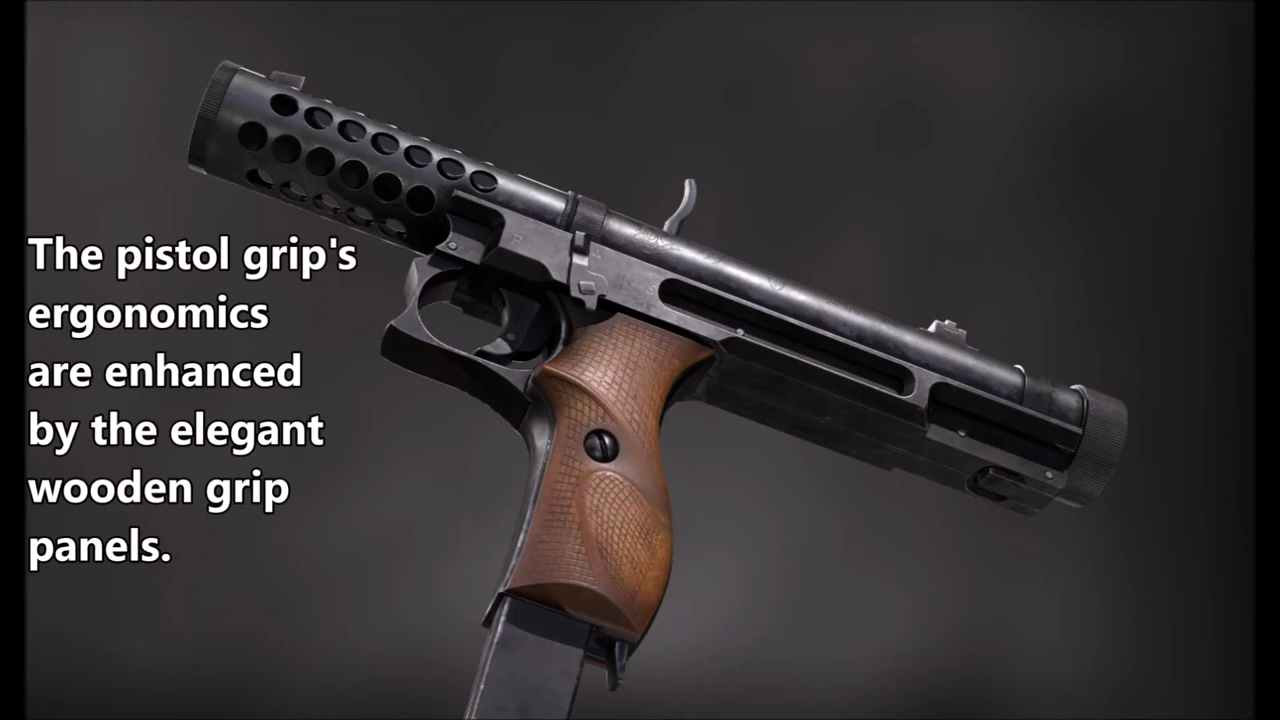 The pistol grip's
ergonomics
are enhanced
by the elegant
wooden grip
panels.